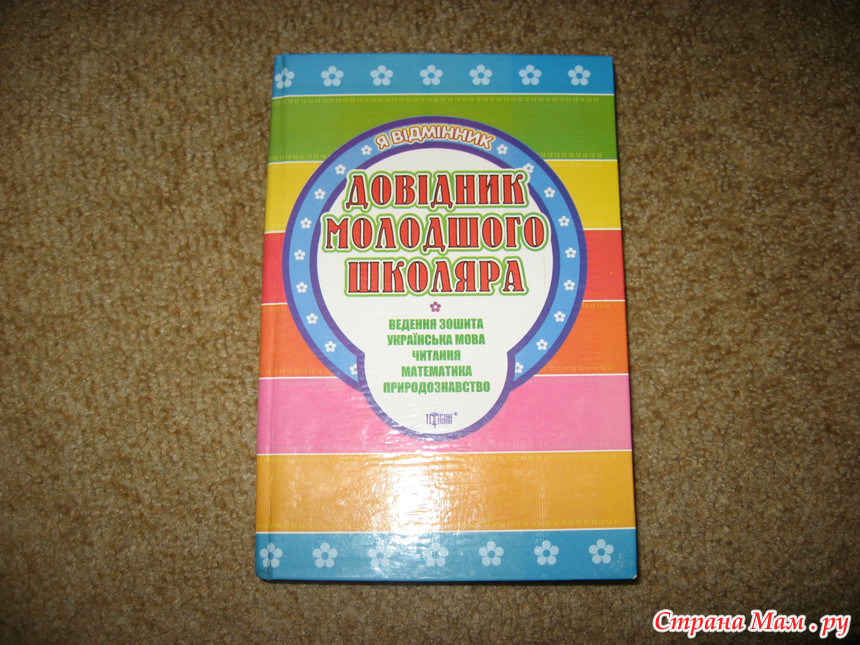 Я ВІДМІННИК
ДОВІДНИК
МОЛОДШОГО
ШКОЛЯРА
ВЕДЕННЯ ЗОШИТА
УКРАЇНСЬКА МОВА
ЧИТАННЯ
МАТЕМАТИКА
ПРИРОДОЗНАВСТВО
Страна Мам.ру